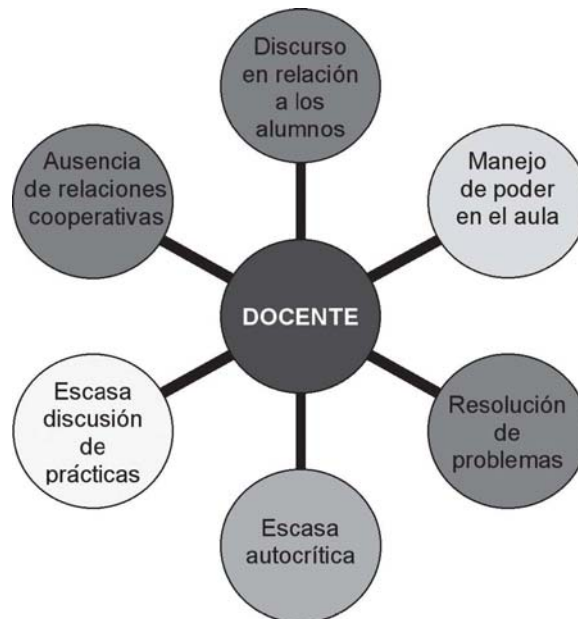 Discurso
en relación
a los
alumnos
Ausencia
de relaciones
cooperativas
Manejo
de poder
en el aula
DOCENTE
Escasa
discusión
de
prácticas
Resolución
de
problemas
Escasa
autocrítica